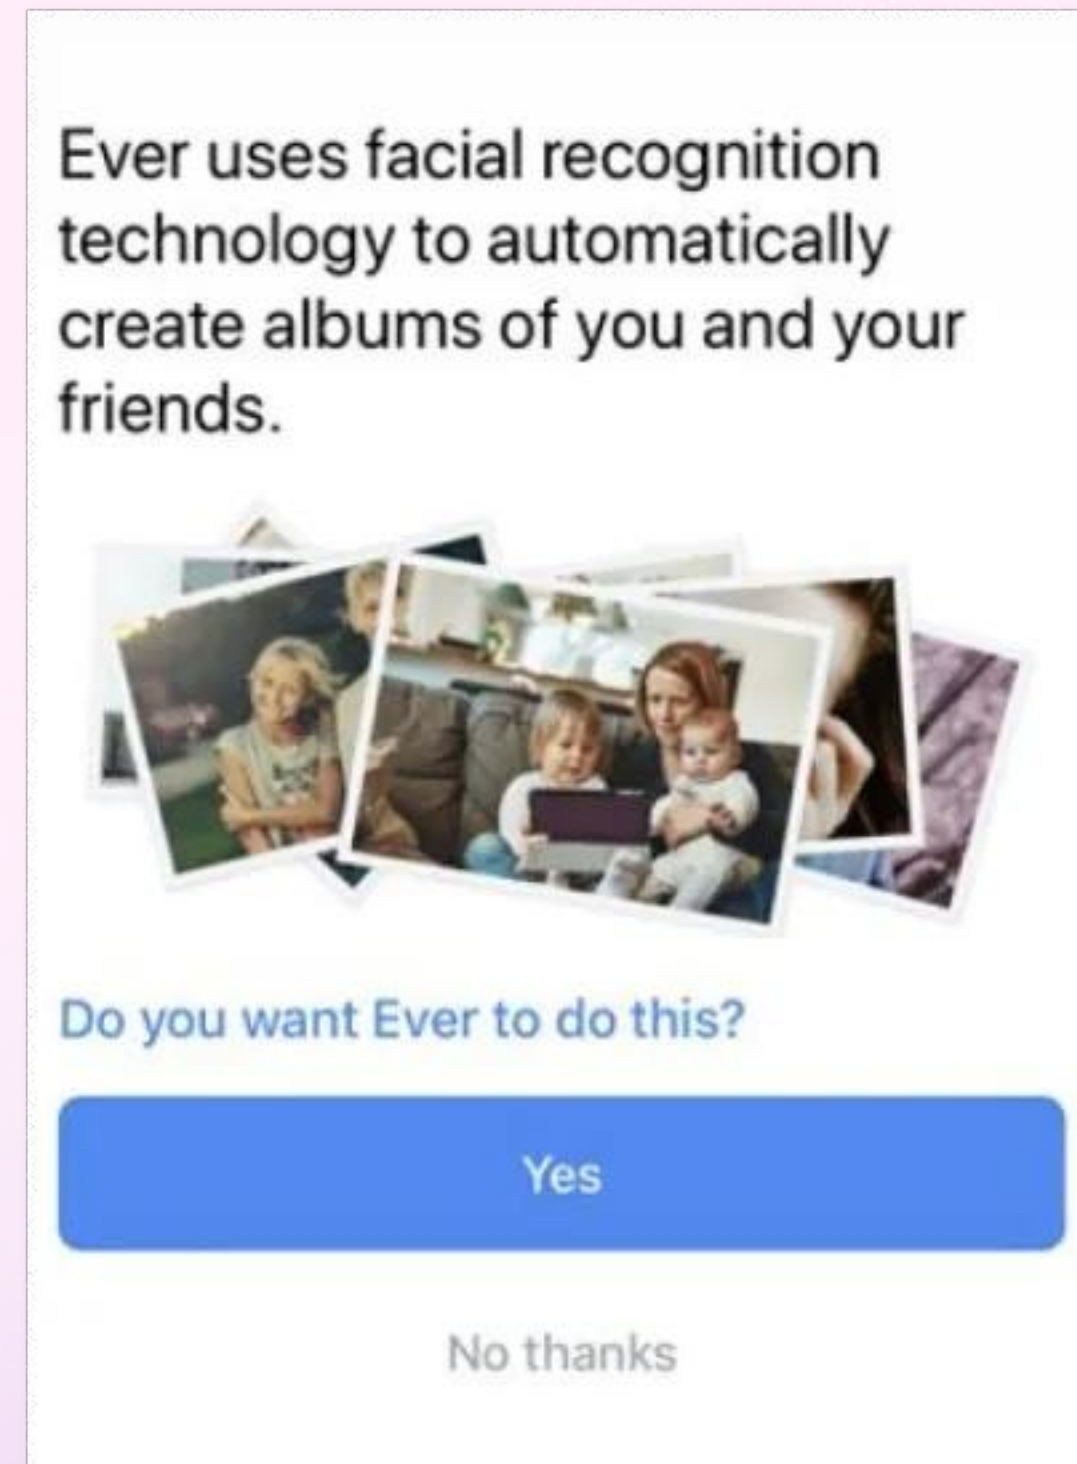 Ever uses facial recognition
technology to automatically
create albums of you and your
friends.
Do you want Ever to do this?
Yes
No thanks